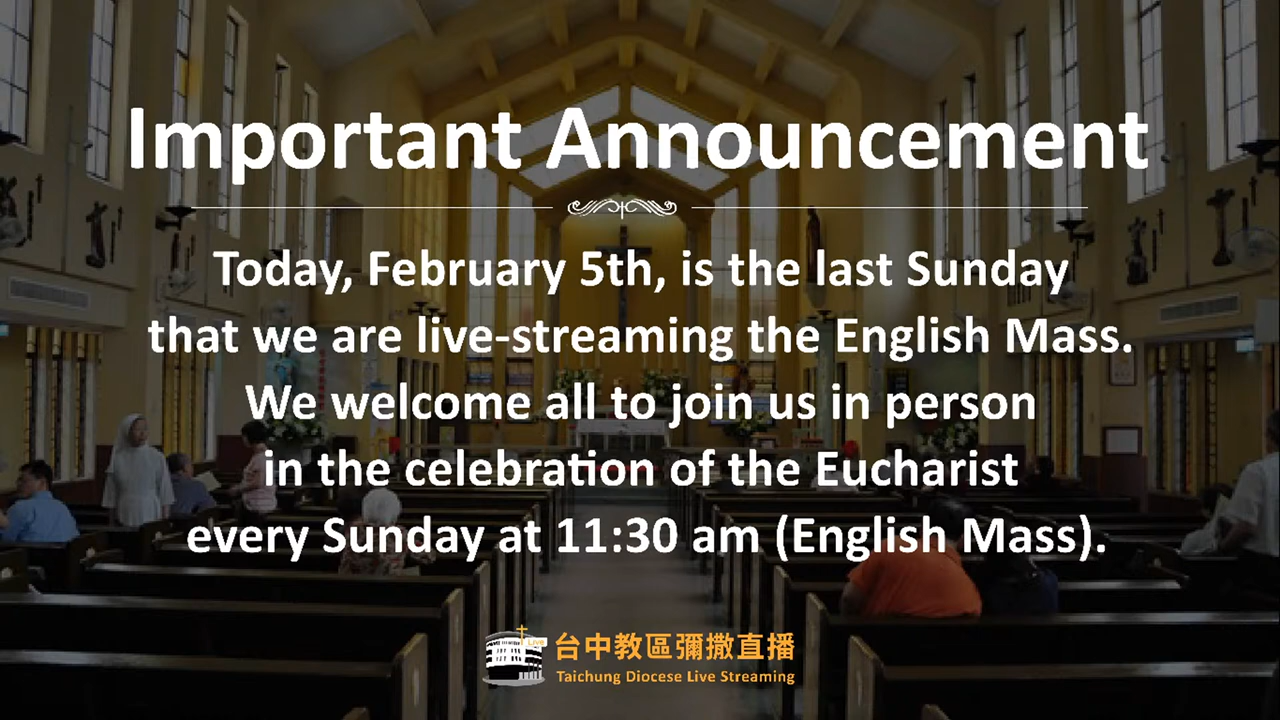 Important Announcement
Today, February 5th, is the last Sunday
that we are live-streaming the English Mass.
We welcome all to join us in person
in the celebration of the Eucharist
every Sunday at 11:30 am (English Mass).
Live
台中教區彌撒直播
Taichung Diocese Live Streaming